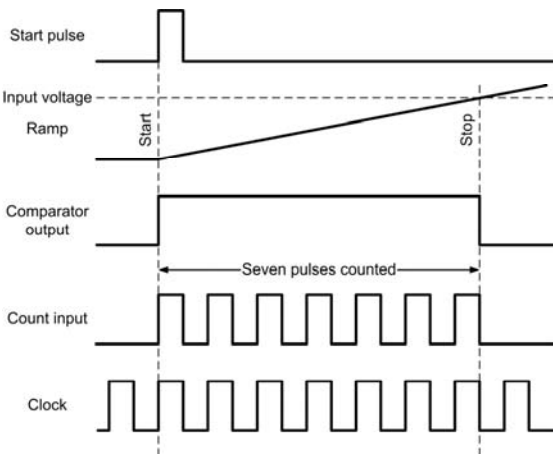 Start pulse
Input voltage
Ramp
Start
Stop
Comparator
output
Seven pulses counted
Count input
Clock